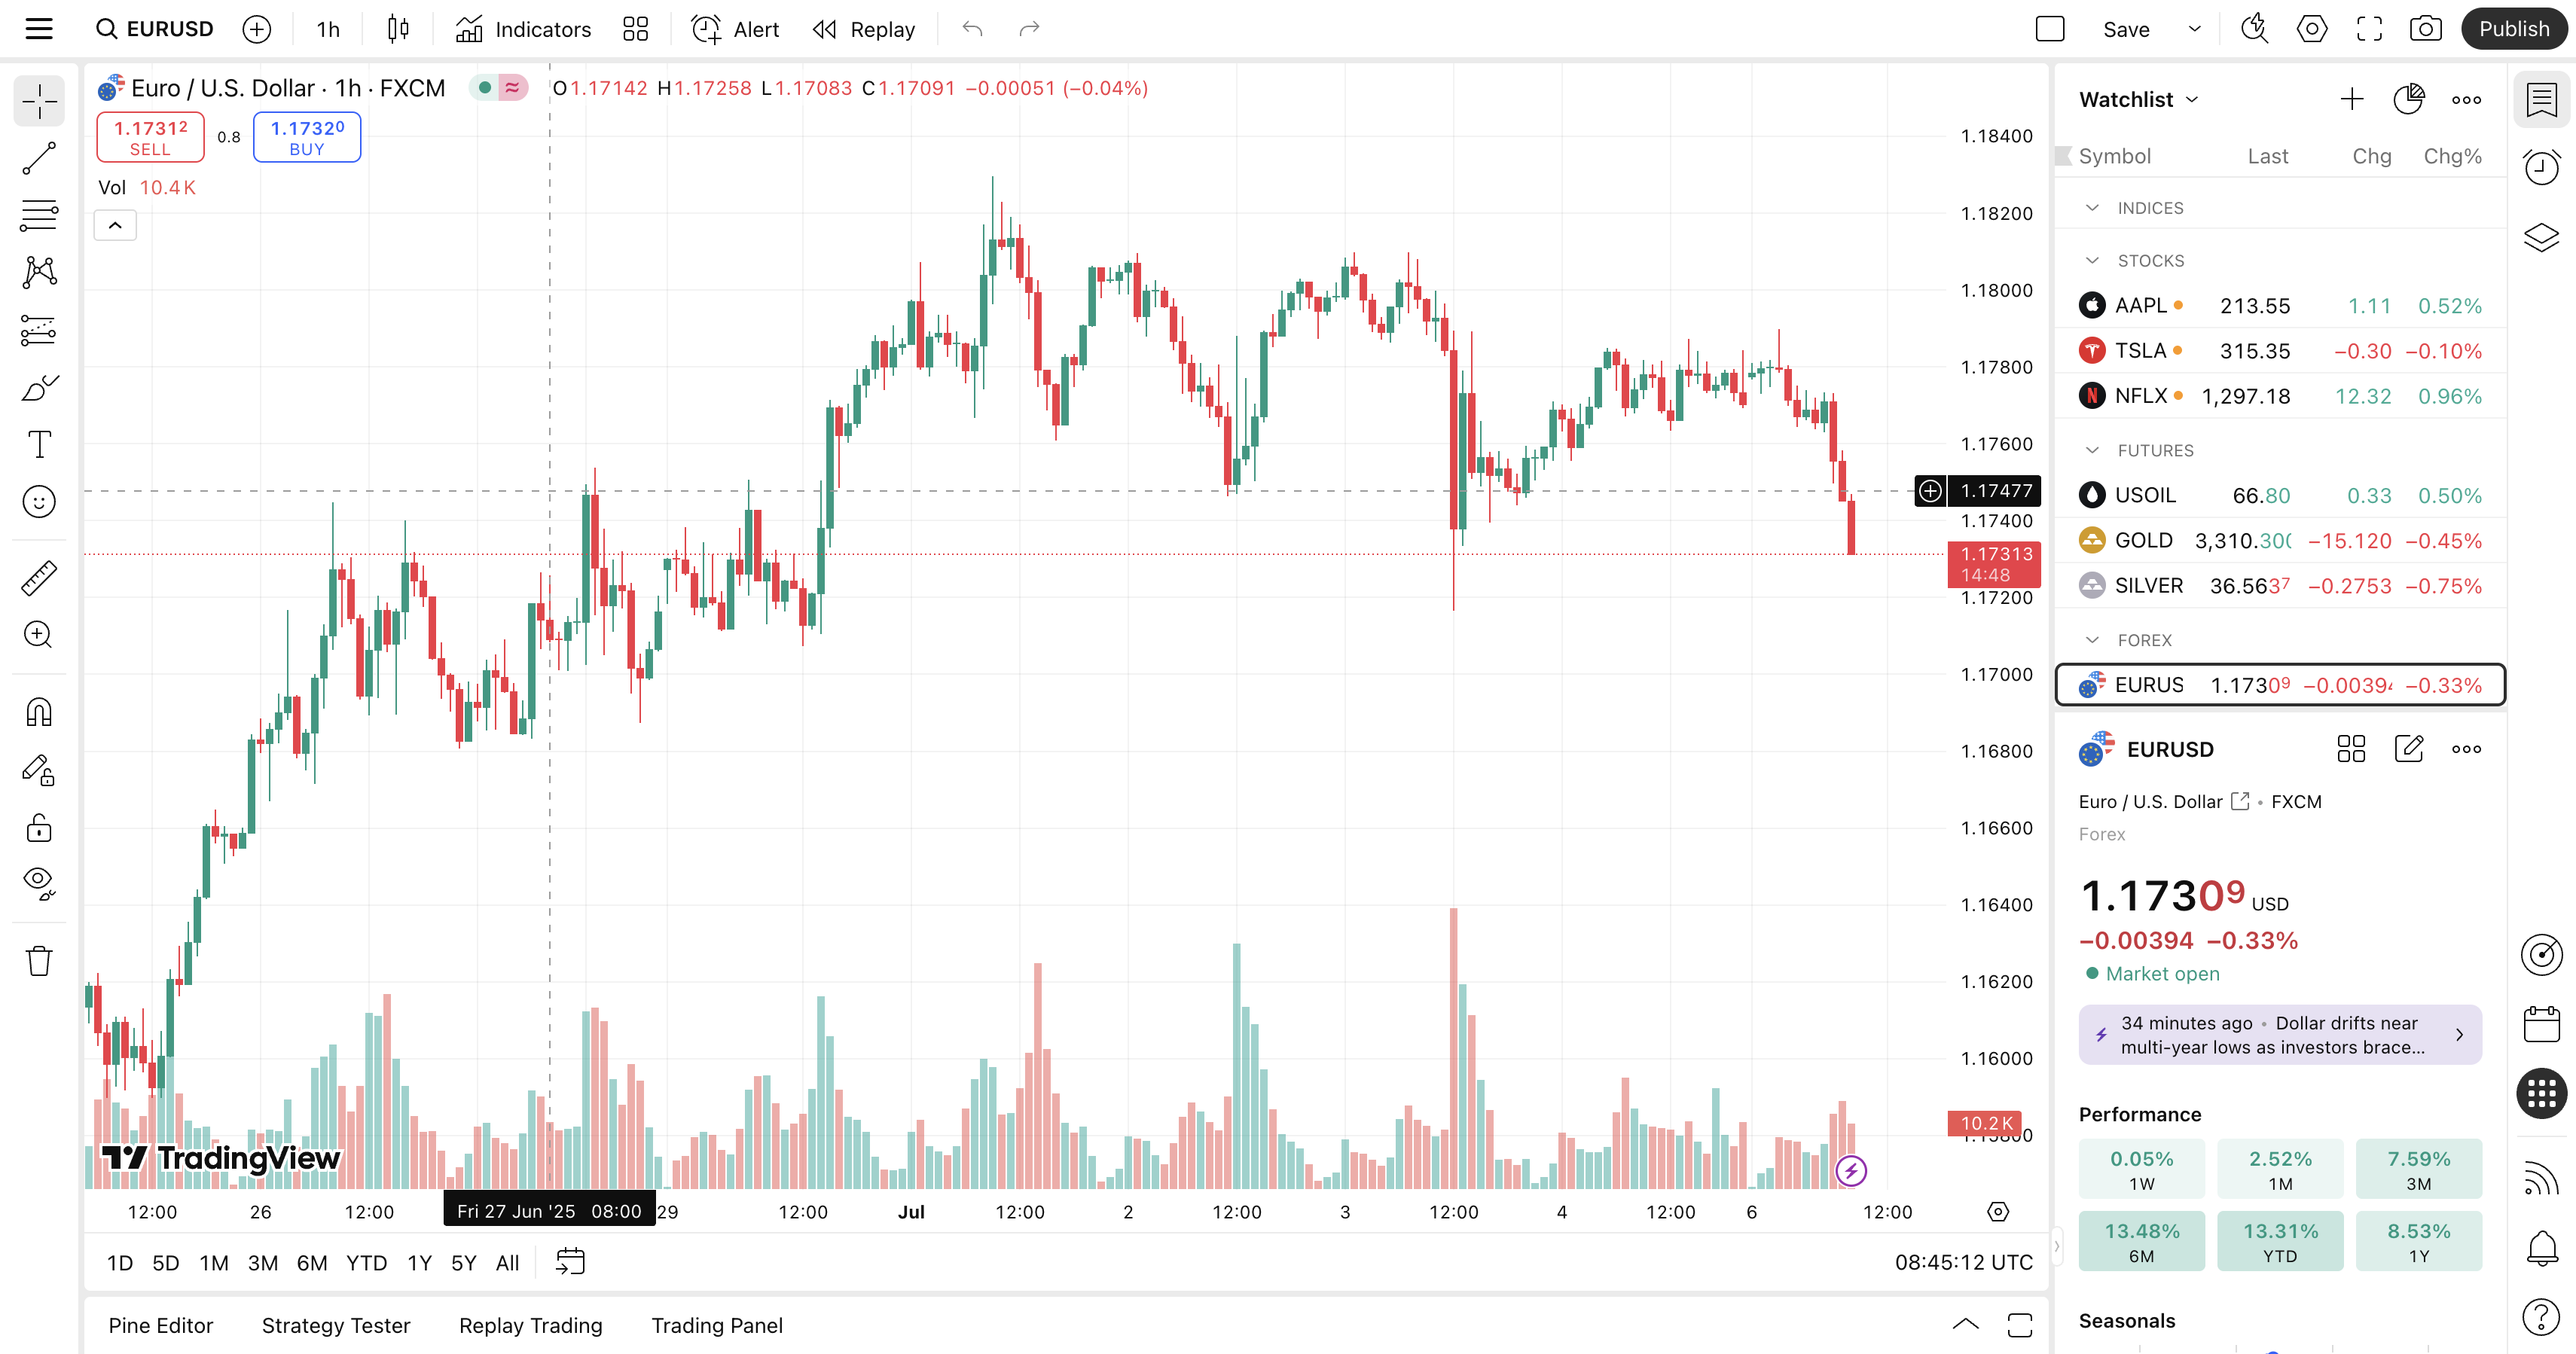 EURUSD 1h Indicators Alert Replay Save Publish
Euro / U.S. Dollar · 1h · FXCM O1.17142 H1.17258 L1.17083 C1.17091 −0.00051 (−0.04%)
1.17312 SELL 0.8 1.17320 BUY
Vol 10.4 K
1.18400
1.18200
1.18000
1.17800
1.17600
1.17477
1.17400
1.17313
14:48
1.17200
1.17000
1.16800
1.16600
1.16400
1.16200
1.16000
10.2 K
TradingView
12:00 26 12:00 Fri 27 Jun '25 08:00 29 12:00 Jul 12:00 2 12:00 3 12:00 4 12:00 6 12:00
1D 5D 1M 3M 6M YTD 1Y 5Y All 08:45:12 UTC
Pine Editor Strategy Tester Replay Trading Trading Panel
Watchlist
Symbol Last Chg Chg%
INDICES
STOCKS
AAPL 213.55 1.11 0.52%
TSLA 315.35 −0.30 −0.10%
NFLX 1,297.18 12.32 0.96%
FUTURES
USOIL 66.80 0.33 0.50%
GOLD 3,310.300 −15.120 −0.45%
SILVER 36.5637 −0.2753 −0.75%
FOREX
EURUS 1.17309 −0.00394 −0.33%
EURUSD
Euro / U.S. Dollar • FXCM
Forex
1.17309 USD
−0.00394 −0.33%
Market open
34 minutes ago • Dollar drifts near
multi-year lows as investors brace...
Performance
0.05% 2.52% 7.59%
1W 1M 3M
13.48% 13.31% 8.53%
6M YTD 1Y
Seasonals